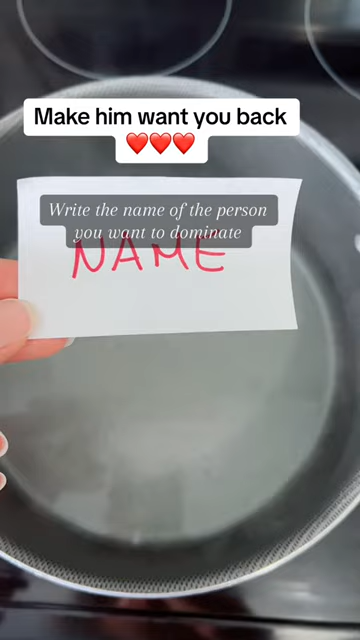 Make him want you back
❤️❤️❤️
Write the name of the person
you want to dominate
NAME